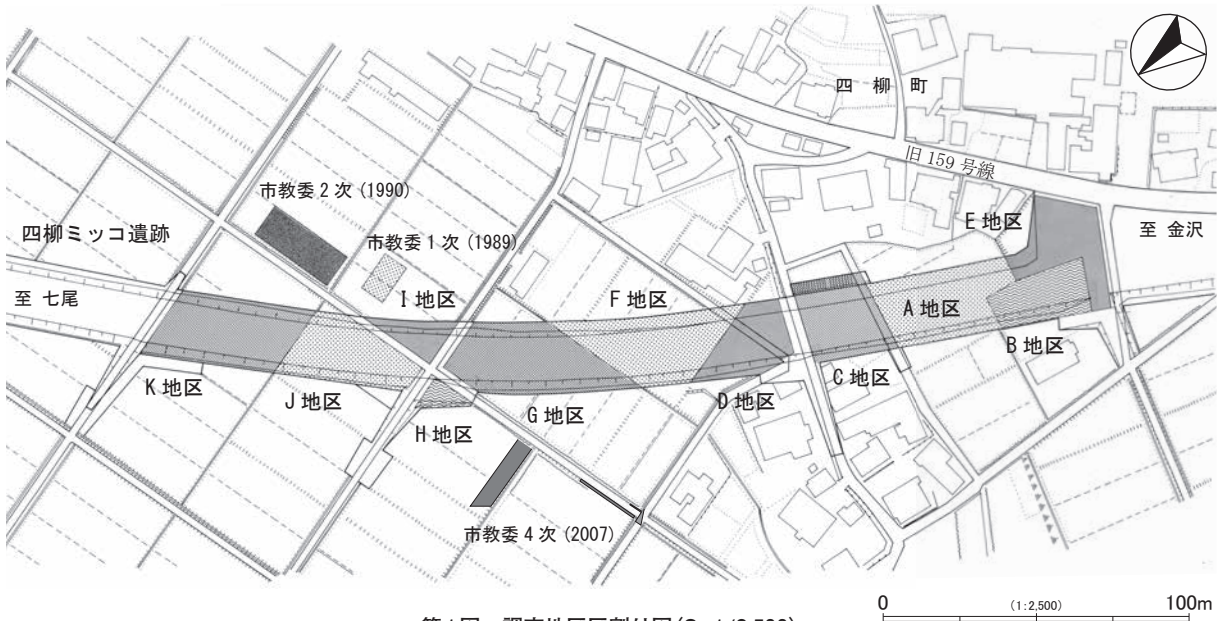 四 柳 町
旧 159 号線
市教委 2 次 (1990)
四柳ミッコ遺跡
市教委 1 次 (1989)
E 地区
至 金沢
至 七尾
I 地区
F 地区
A 地区
B 地区
K 地区
J 地区
C 地区
H 地区
G 地区
D 地区
市教委 4 次 (2007)
0 (1:2,500) 100m